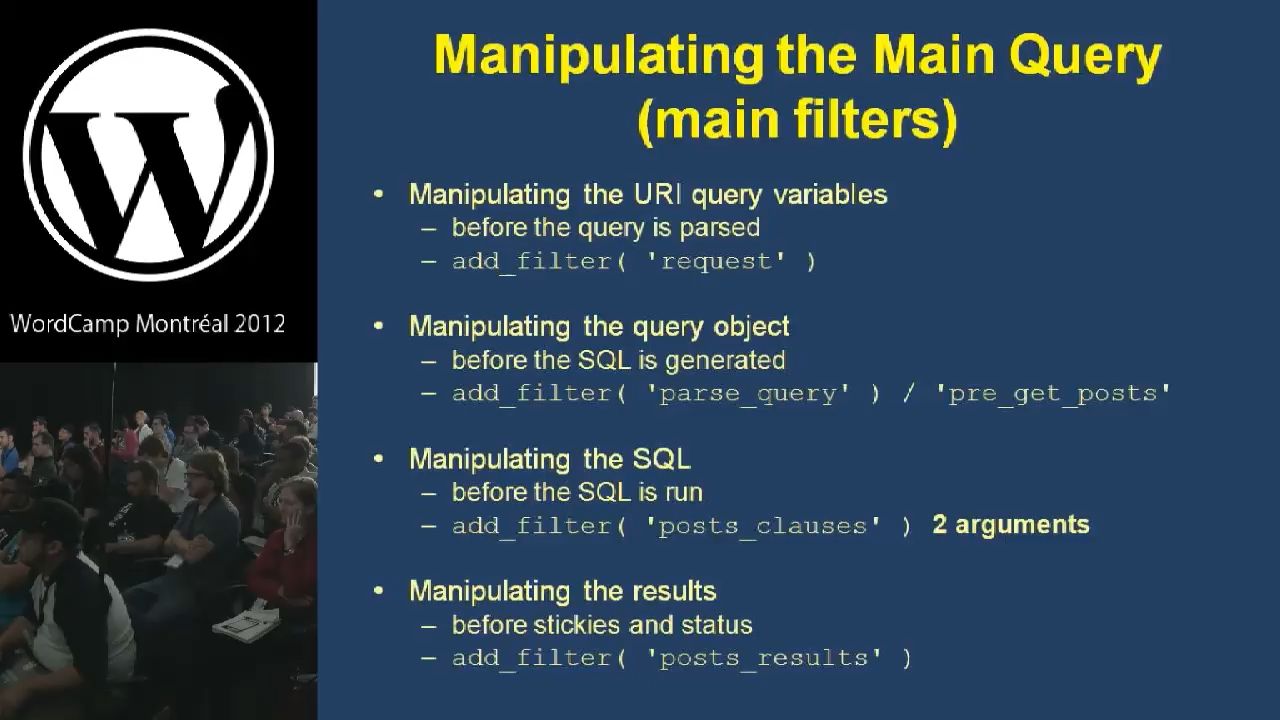 Manipulating the Main Query
(main filters)
• Manipulating the URI query variables
– before the query is parsed
– add_filter( 'request' )
• Manipulating the query object
– before the SQL is generated
– add_filter( 'parse_query' ) / 'pre_get_posts'
• Manipulating the SQL
– before the SQL is run
– add_filter( 'posts_clauses' ) 2 arguments
• Manipulating the results
– before stickies and status
– add_filter( 'posts_results' )
WordCamp Montréal 2012